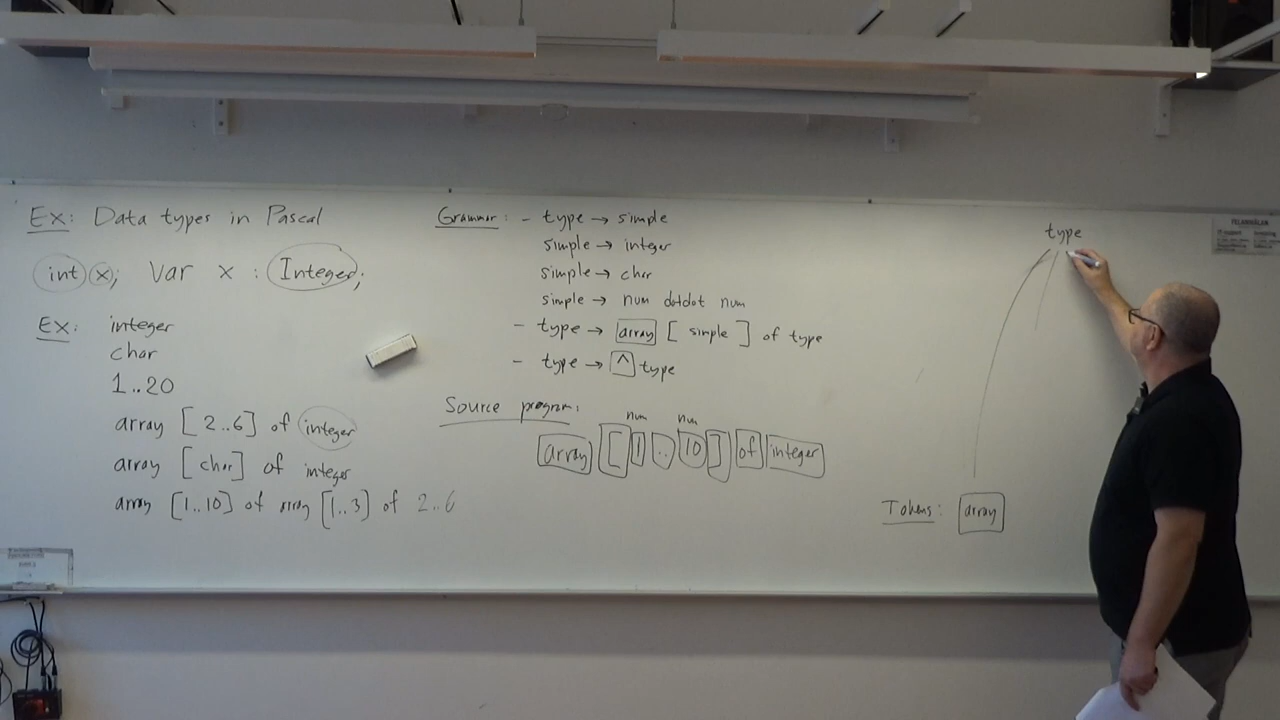 Ex: Data types in Pascal
int x; Var x : Integer;
Ex: integer
char
1..20
array [ 2..6] of integer
array [char] of integer
array [1..10] of array [1..3] of 2..6
Grammar: - type → simple
simple → integer
simple → char
simple → num dotdot num
- type → array [ simple ] of type
- type → ^ type
Source program:
num num
array [ 1 .. 10 ] of integer
type
Tokens: array
FELANMÄLAN